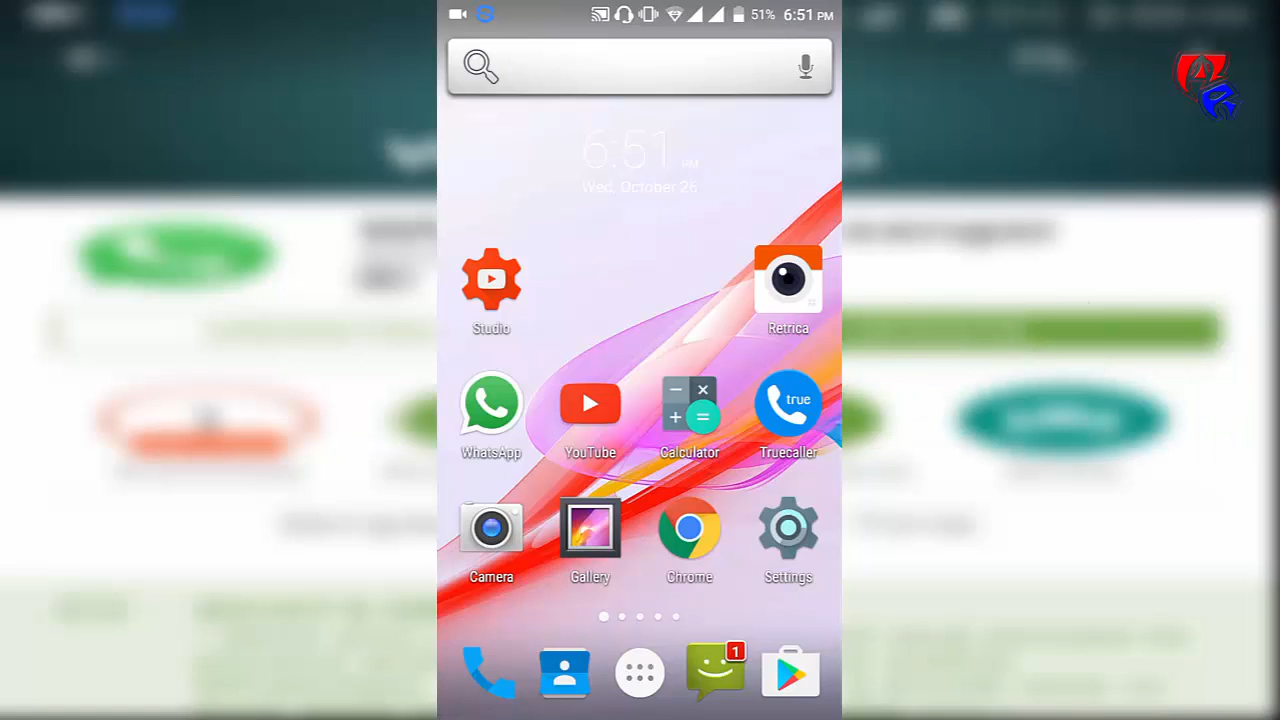 51% 6:51 PM
6:51 PM
Wed, October 26
Studio
Retrica
true
WhatsApp
YouTube
Calculator
Truecaller
Camera
Gallery
Chrome
Settings
1